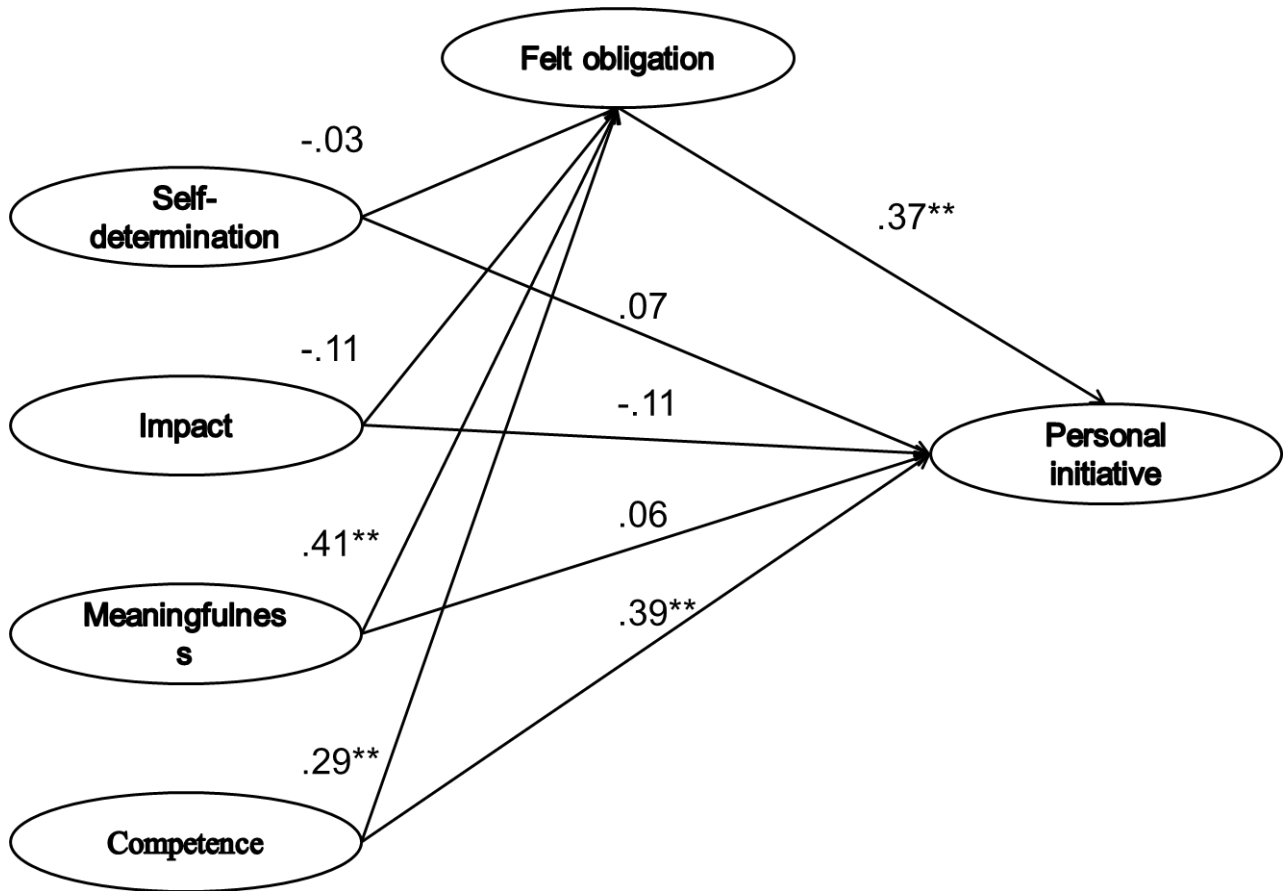 Felt obligation
-.03
Self-
determination
.37**
.07
-.11
Impact
-.11
Personal
initiative
.06
.41**
Meaningfulnes
s
.39**
.29**
Competence